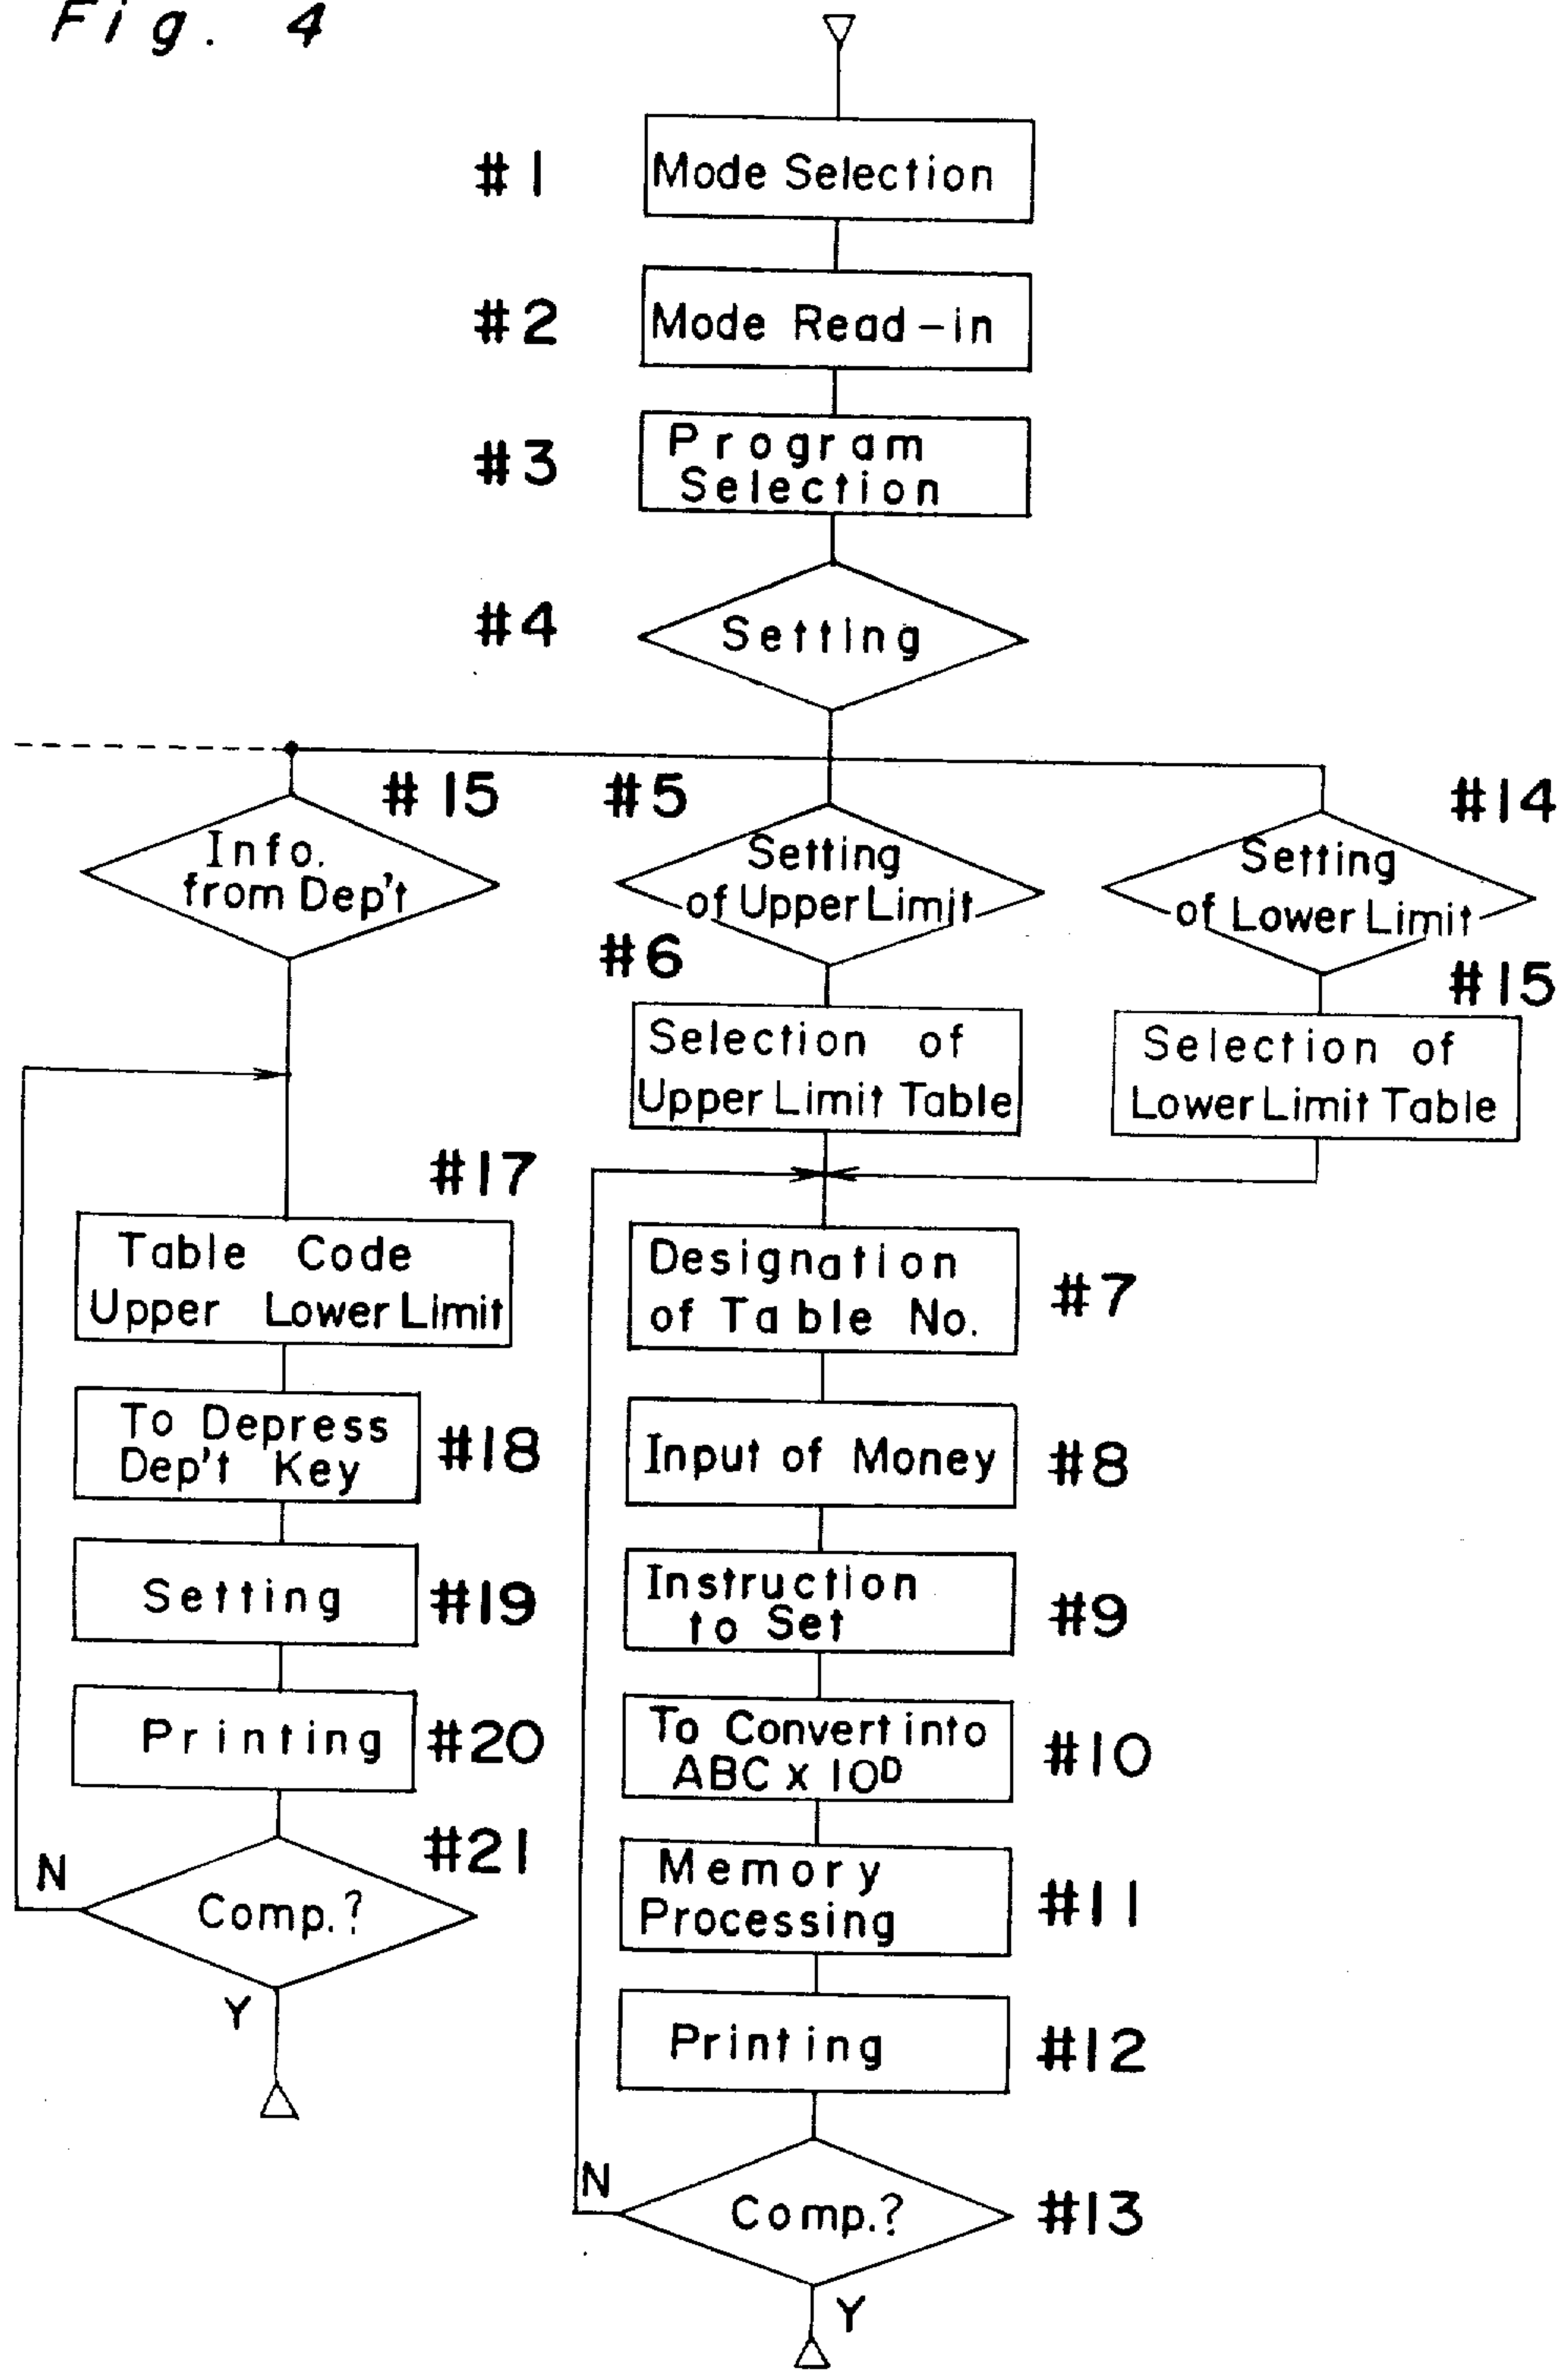 Fig. 4
#1
Mode Selection
#2
Mode Read-in
#3
Program
Selection
#4
Setting
#15
Info.
from Dep't
#5
Setting
of Upper Limit
#14
Setting
of Lower Limit
#6
Selection of
Upper Limit Table
#15
Selection of
Lower Limit Table
#17
Table Code
Upper Lower Limit
#18
To Depress
Dep't Key
#19
Setting
#20
Printing
#21
Comp.?
N
Y
#7
Designation
of Table No.
#8
Input of Money
#9
Instruction
to Set
#10
To Convert into
ABC x 10ᴰ
#11
Memory
Processing
#12
Printing
#13
Comp.?
N
Y